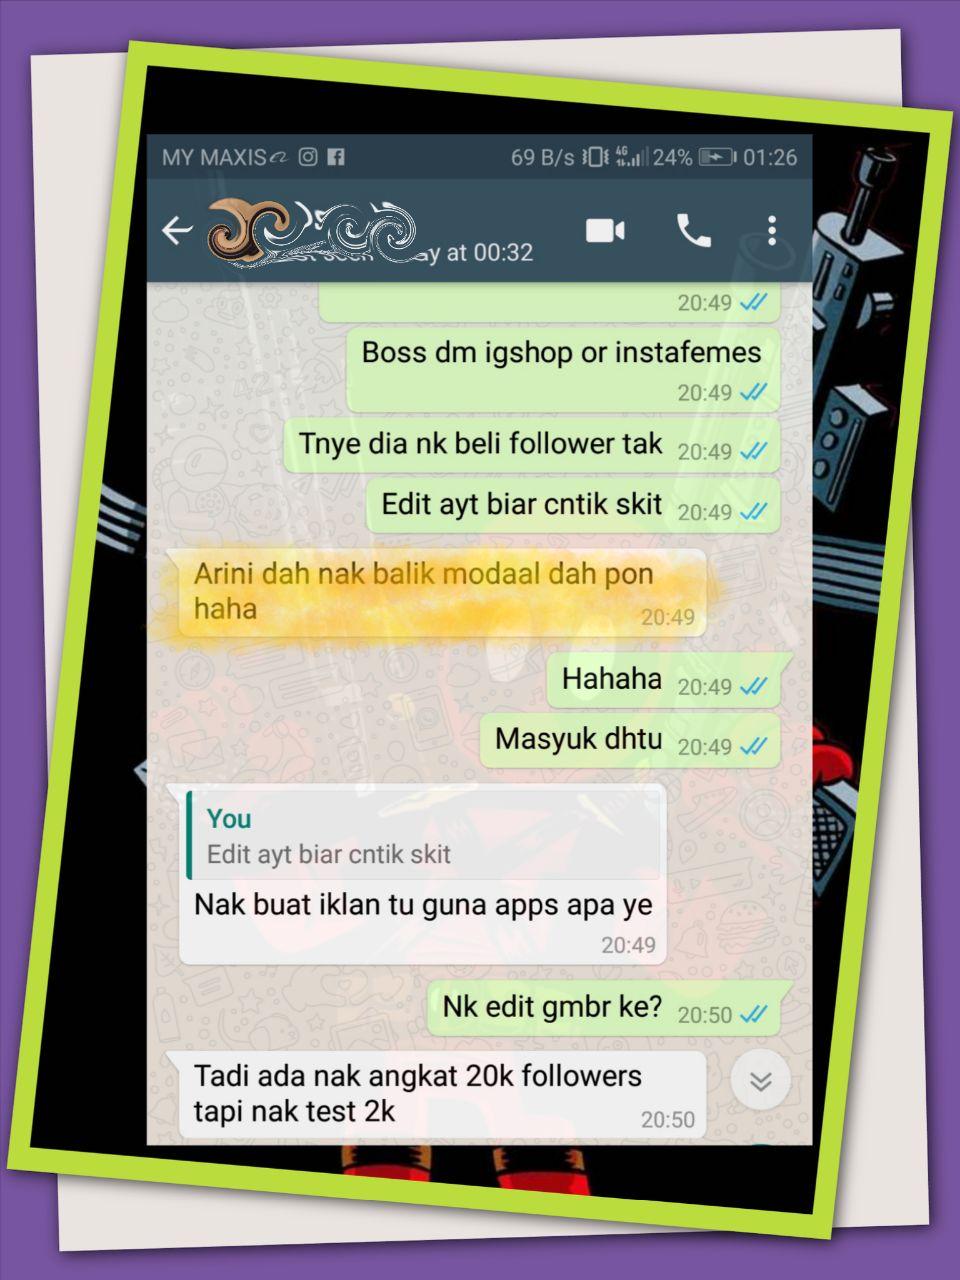 MY MAXIS
69 B/s 4G 24% 01:26
at 00:32
20:49
Boss dm igshop or instafemes
20:49
Tnye dia nk beli follower tak 20:49
Edit ayt biar cntik skit 20:49
Arini dah nak balik modaal dah pon
haha
20:49
Hahaha 20:49
Masyuk dhtu 20:49
You
Edit ayt biar cntik skit
Nak buat iklan tu guna apps apa ye
20:49
Nk edit gmbr ke? 20:50
Tadi ada nak angkat 20k followers
tapi nak test 2k 20:50